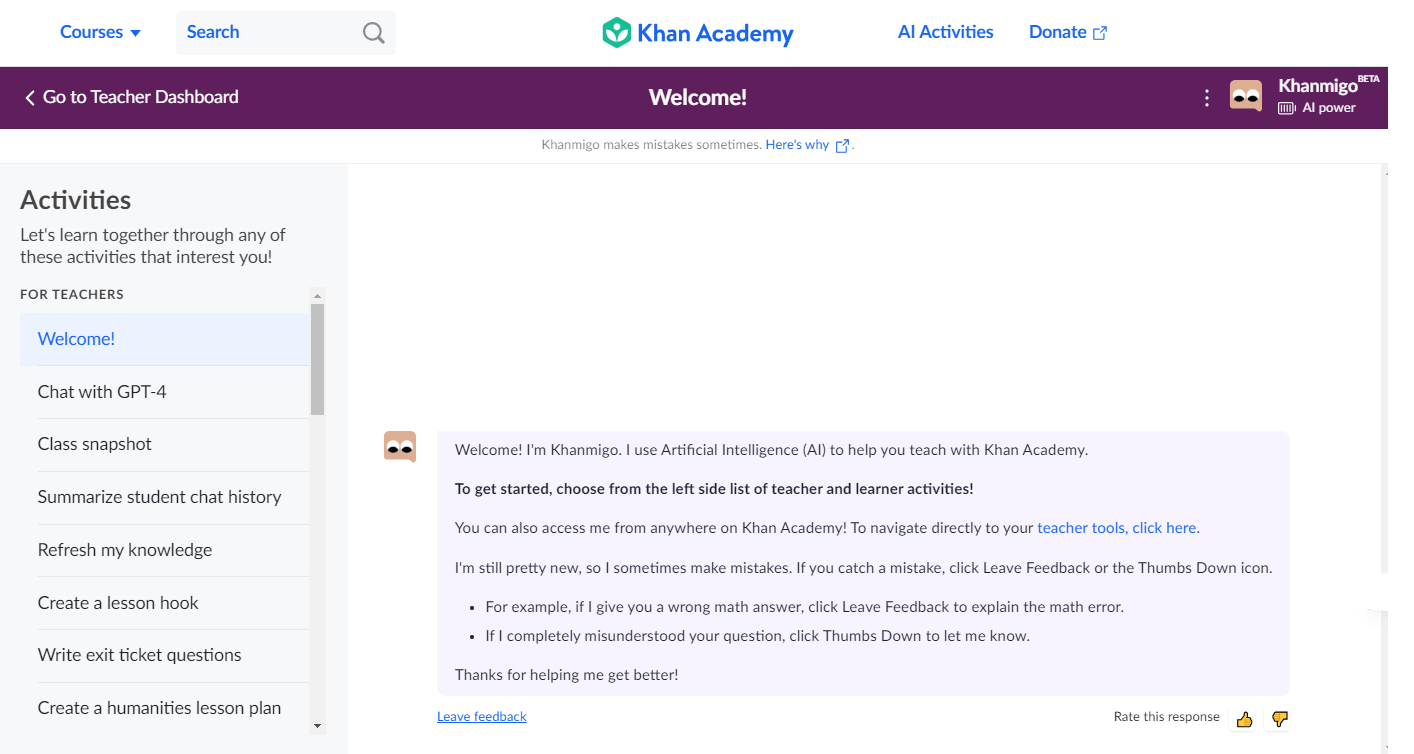 Courses
Search
Khan Academy
AI Activities
Donate
Go to Teacher Dashboard
Welcome!
Khanmigo BETA
AI power
Khanmigo makes mistakes sometimes. Here's why.
Activities
Let's learn together through any of
these activities that interest you!
FOR TEACHERS
Welcome!
Chat with GPT-4
Class snapshot
Summarize student chat history
Refresh my knowledge
Create a lesson hook
Write exit ticket questions
Create a humanities lesson plan
Welcome! I'm Khanmigo. I use Artificial Intelligence (AI) to help you teach with Khan Academy.
To get started, choose from the left side list of teacher and learner activities!
You can also access me from anywhere on Khan Academy! To navigate directly to your teacher tools, click here.
I'm still pretty new, so I sometimes make mistakes. If you catch a mistake, click Leave Feedback or the Thumbs Down icon.
• For example, if I give you a wrong math answer, click Leave Feedback to explain the math error.
• If I completely misunderstood your question, click Thumbs Down to let me know.
Thanks for helping me get better!
Leave feedback
Rate this response